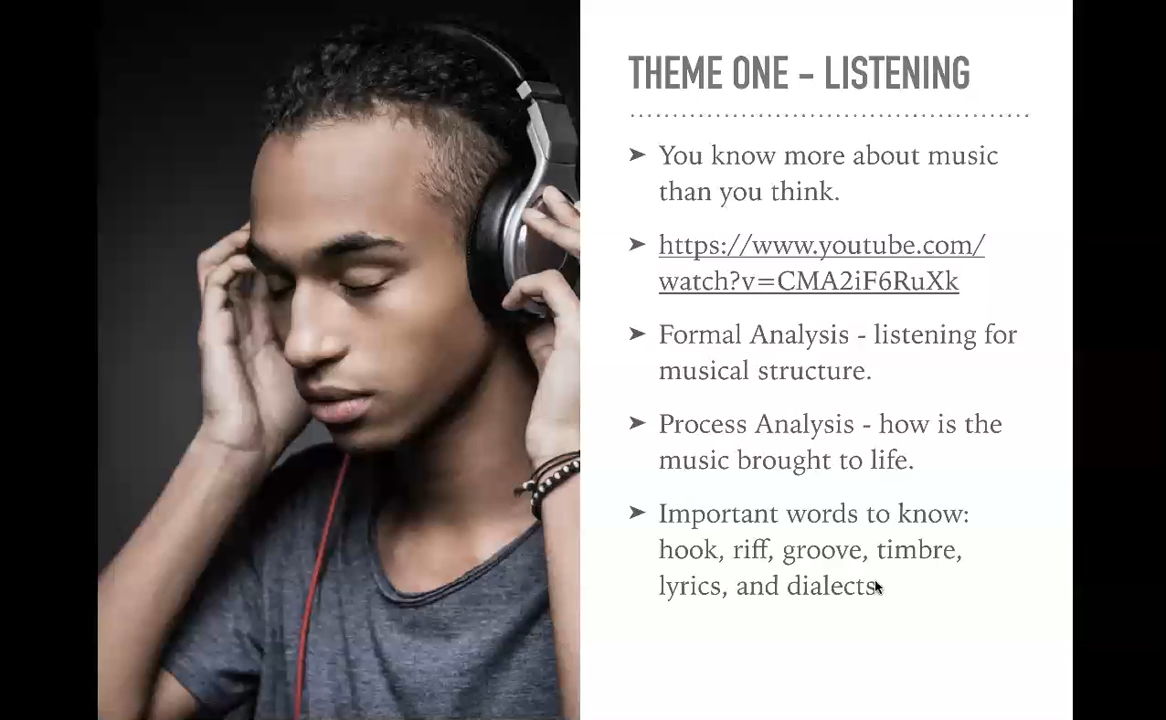 THEME ONE - LISTENING
➤ You know more about music
than you think.
➤ https://www.youtube.com/
watch?v=CMA2iF6RuXk
➤ Formal Analysis - listening for
musical structure.
➤ Process Analysis - how is the
music brought to life.
➤ Important words to know:
hook, riff, groove, timbre,
lyrics, and dialects